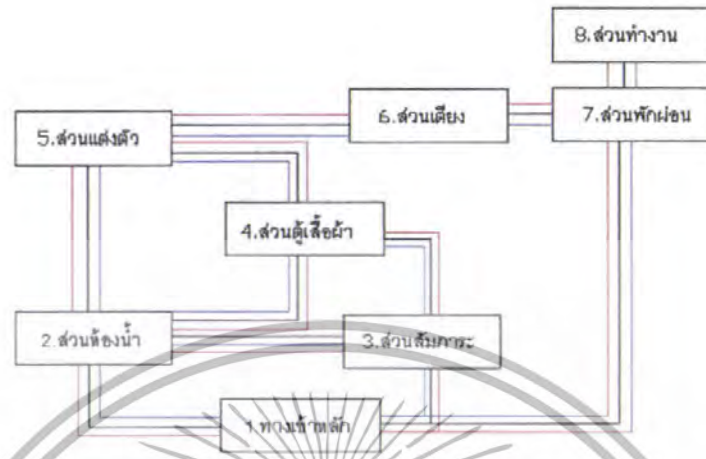 8.ส่วนทำงาน
5.ส่วนแต่งตัว
6.ส่วนเตียง
7.ส่วนพักผ่อน
4.ส่วนตู้เสื้อผ้า
2.ส่วนห้องน้ำ
3.ส่วนสัมภาระ
1.ทางเข้าหลัก